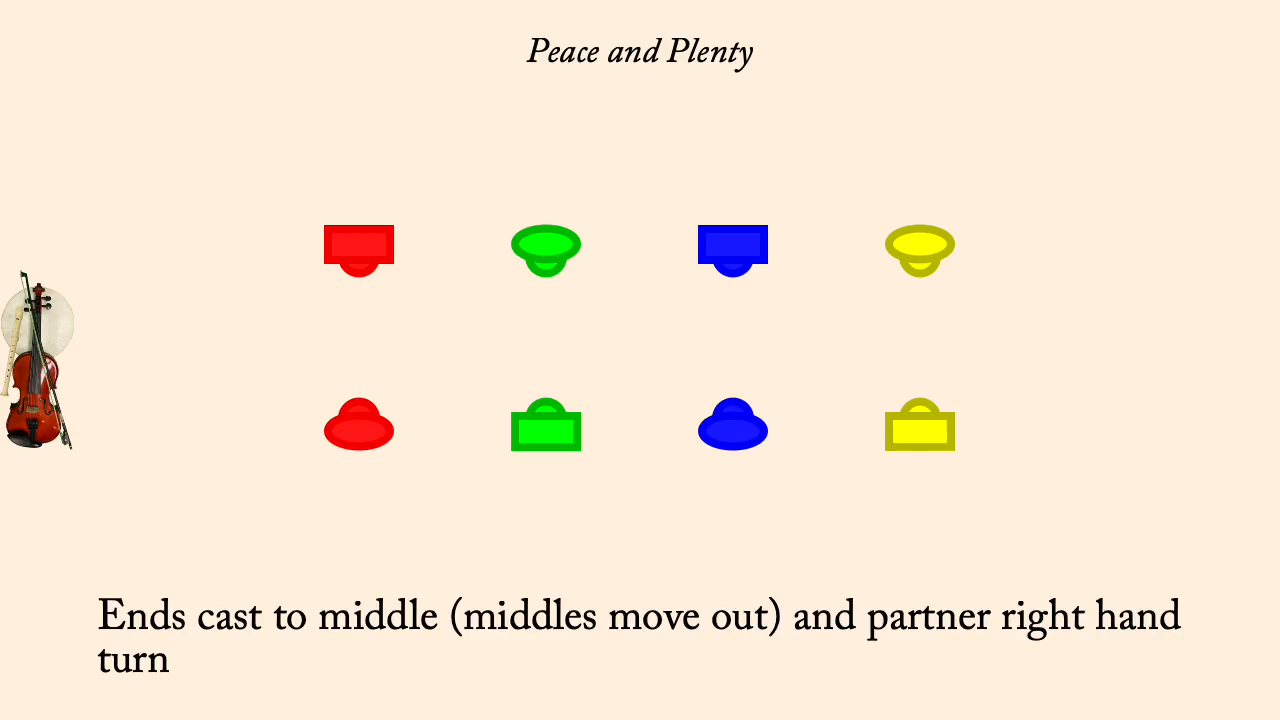 Peace and Plenty
Ends cast to middle (middles move out) and partner right hand
turn